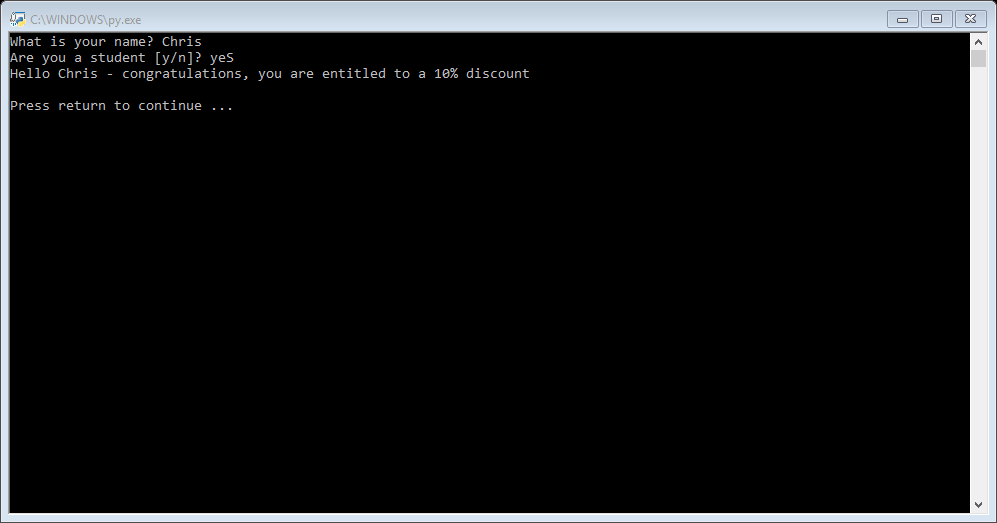 C:\WINDOWS\py.exe
What is your name? Chris
Are you a student [y/n]? yeS
Hello Chris - congratulations, you are entitled to a 10% discount
Press return to continue ...